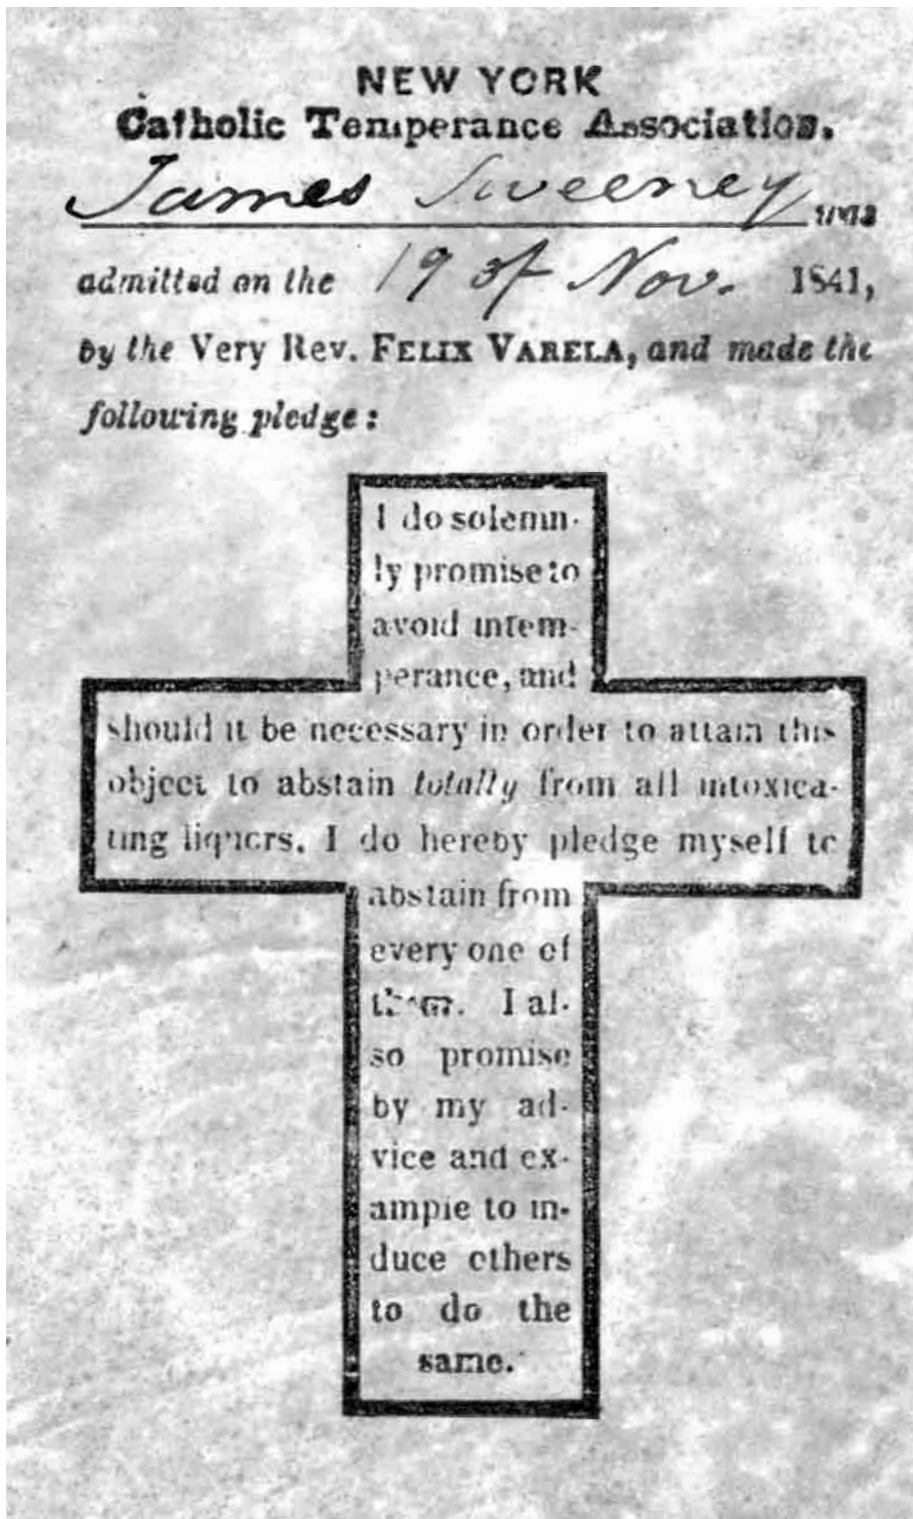 NEW YORK
Catholic Temperance Association.
James Sweeney was
admitted on the 19 of Nov. 1841,
by the Very Rev. FELIX VARELA, and made the
following pledge:
I do solemn-
ly promise to
avoid intem-
perance, and
should it be necessary in order to attain this
object to abstain totally from all intoxica-
ting liquors, I do hereby pledge myself to
abstain from
every one of
them. I al-
so promise
by my ad-
vice and ex-
ample to in-
duce others
to do the
same.